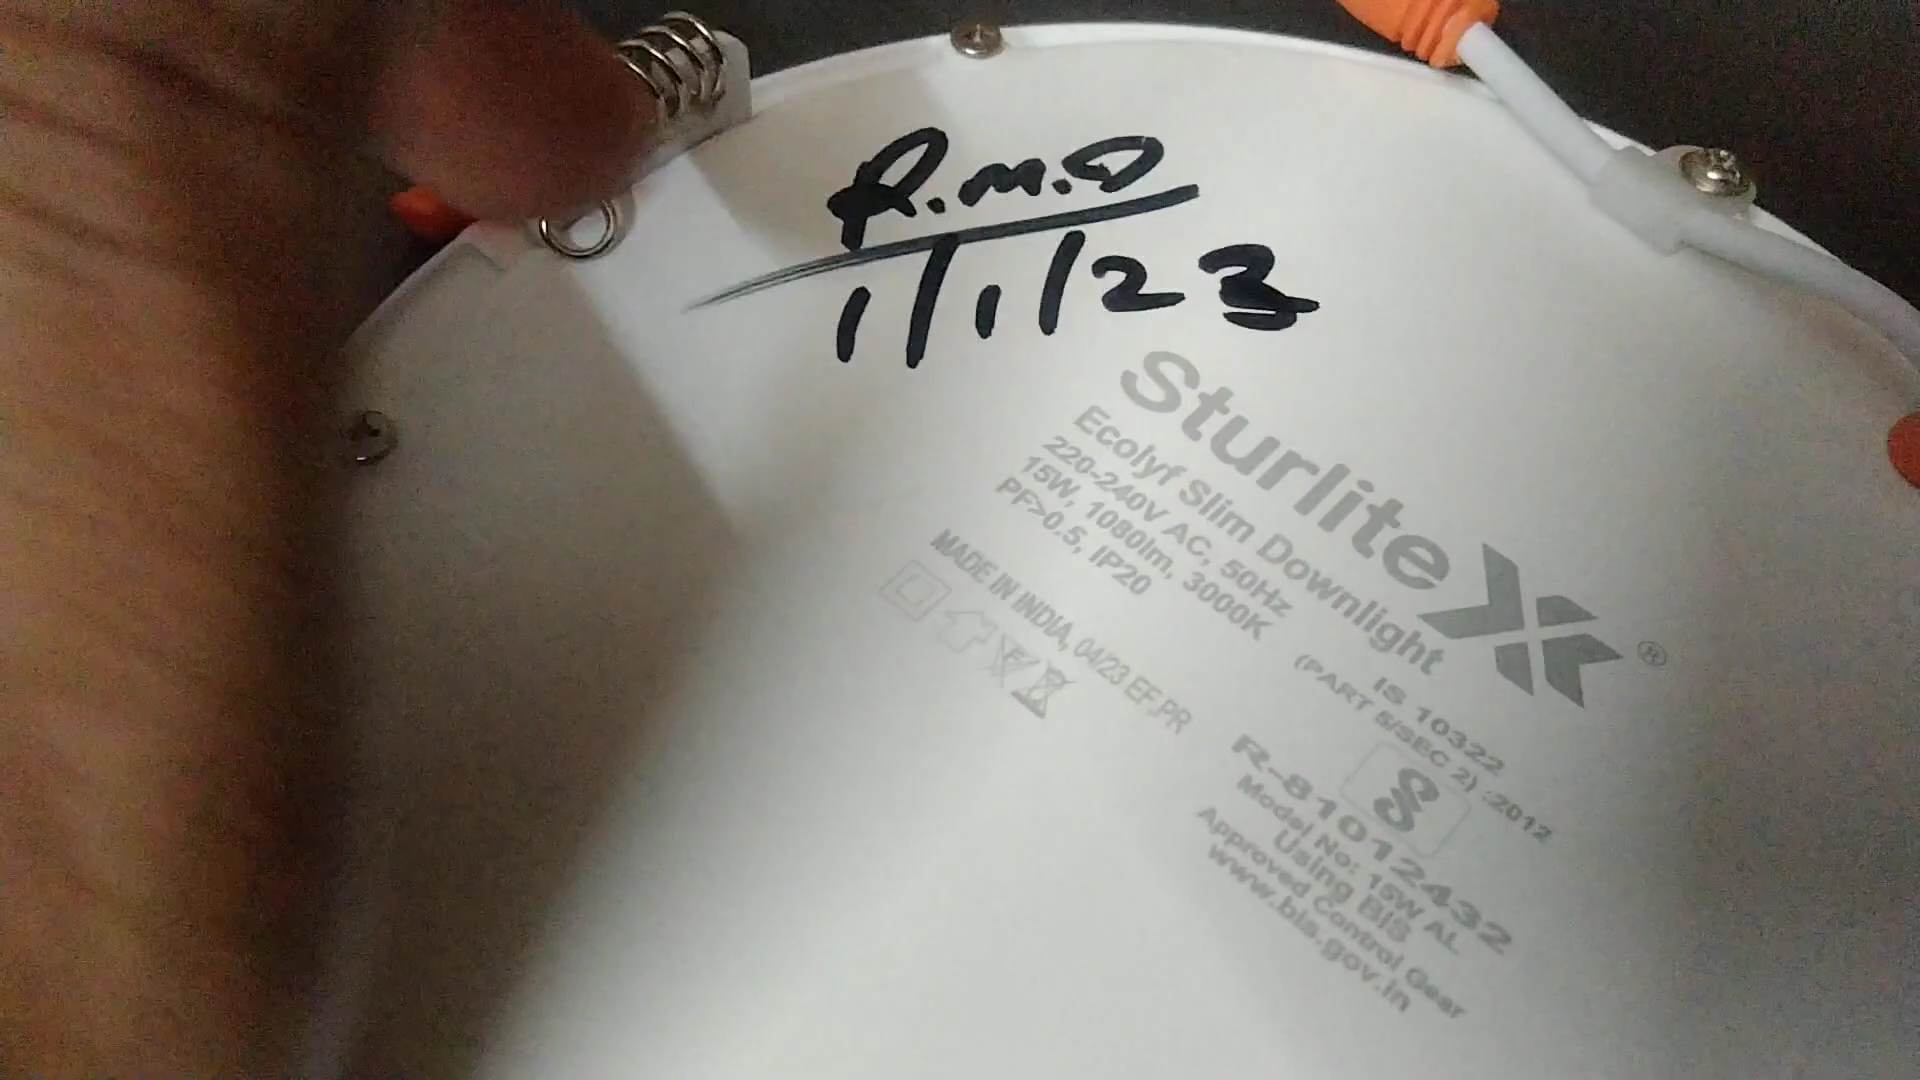 R.M.D
1/1/23
Sturlite ®
Ecolyf Slim Downlight
220-240V AC, 50Hz
15W, 1080lm, 3000K
PF>0.5, IP20
MADE IN INDIA, 04/23 EF,PR
IS 10322
(PART 5/SEC 2) :2012
R-81012432
Model No: 15W AL
Using BIS
Approved Control Gear
www.bis.gov.in